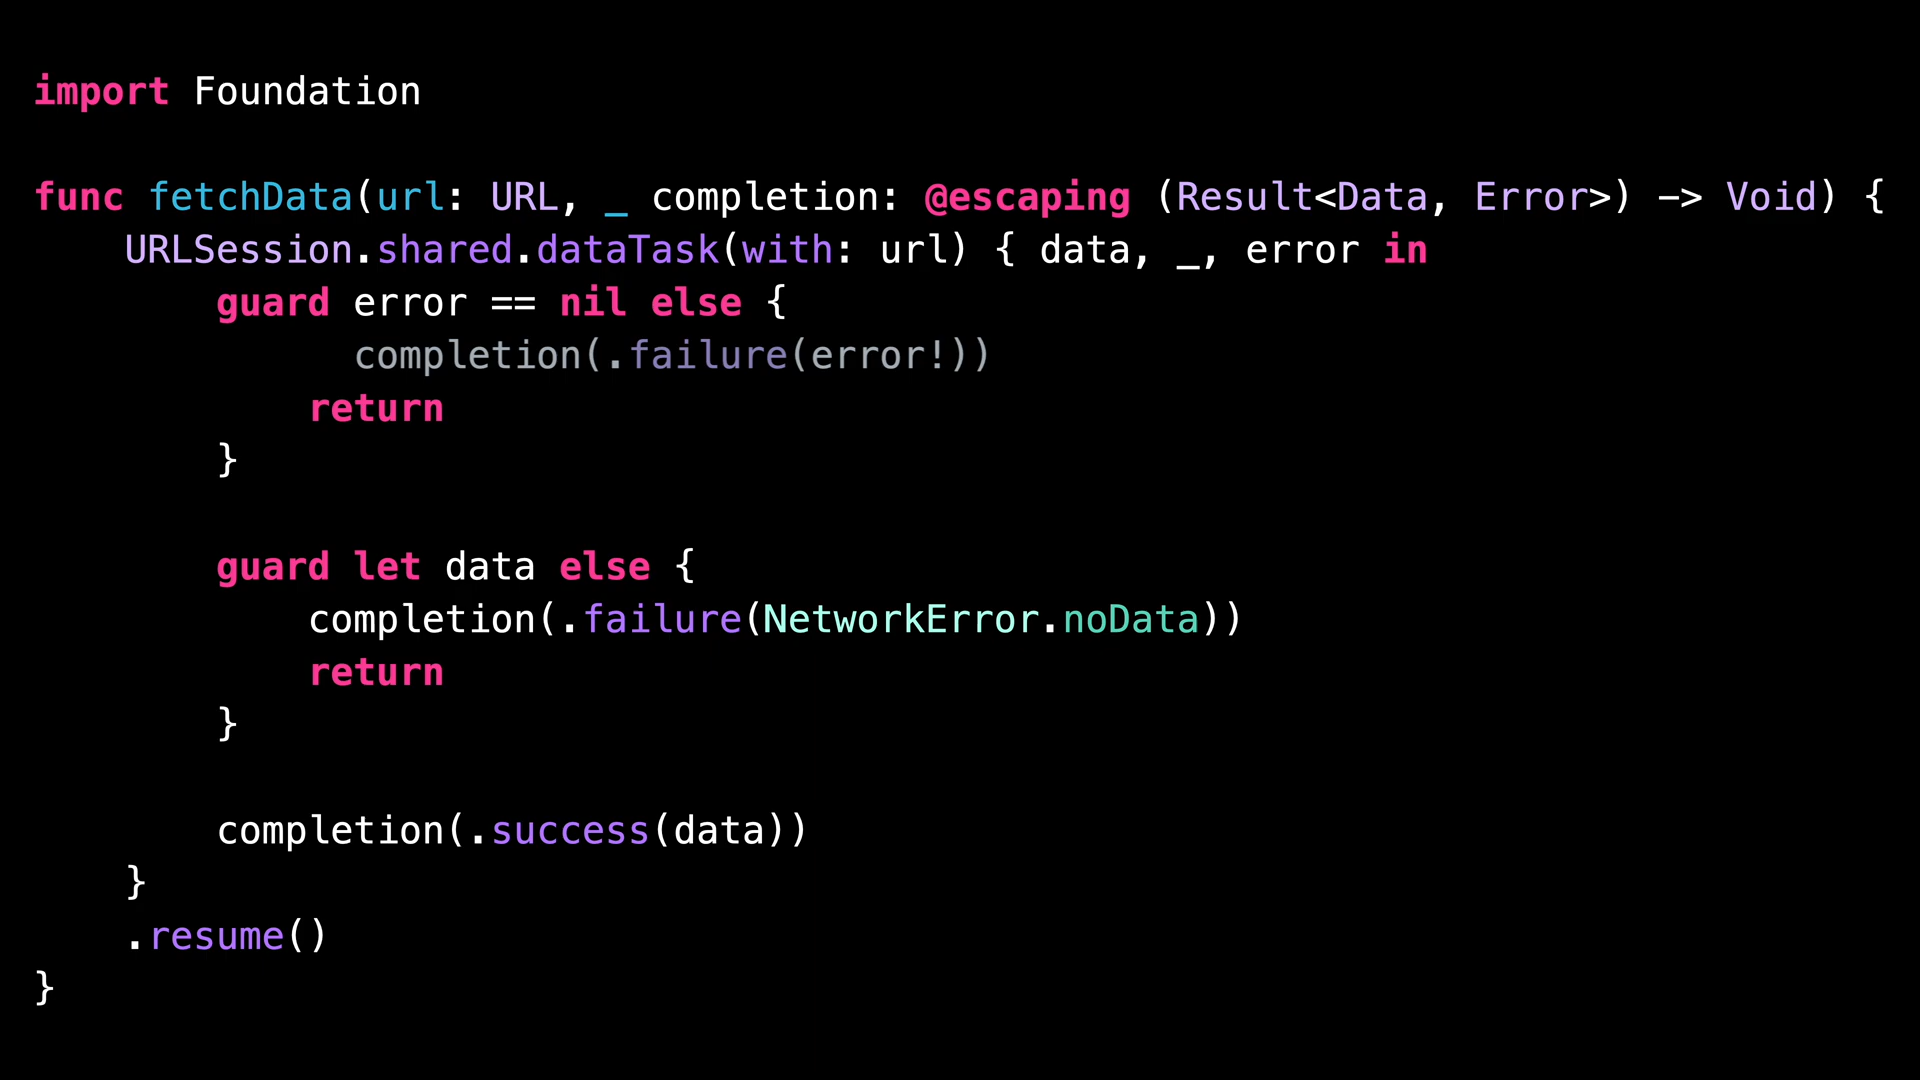 import Foundation
func fetchData(url: URL, _ completion: @escaping (Result<Data, Error>) -> Void) {
    URLSession.shared.dataTask(with: url) { data, _, error in
        guard error == nil else {
              completion(.failure(error!))
            return
        }
        guard let data else {
            completion(.failure(NetworkError.noData))
            return
        }
        completion(.success(data))
    }
    .resume()
}